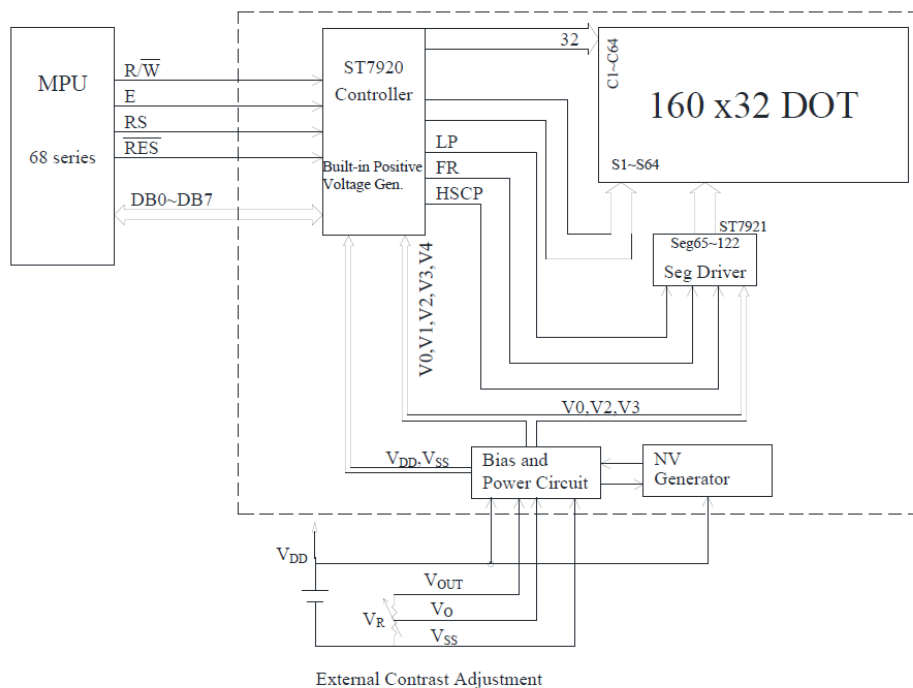 MPU
68 series
R/W̅
E
RS
R̅E̅S̅
DB0~DB7
ST7920
Controller
Built-in Positive
Voltage Gen.
32
C1~C64
160 x32 DOT
S1~S64
LP
FR
HSCP
ST7921
Seg65~122
Seg Driver
V0,V1,V2,V3,V4
V0,V2,V3
VDD,VSS
Bias and
Power Circuit
NV
Generator
VDD
VOUT
VR
VO
VSS
External Contrast Adjustment